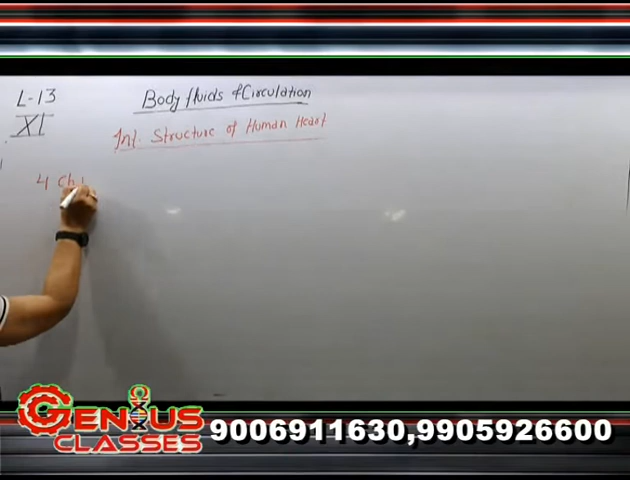 L-13
XI
Body fluids & Circulation
Int. Structure of Human Heart
4 Ch
GENIUS
CLASSES
9006911630,9905926600